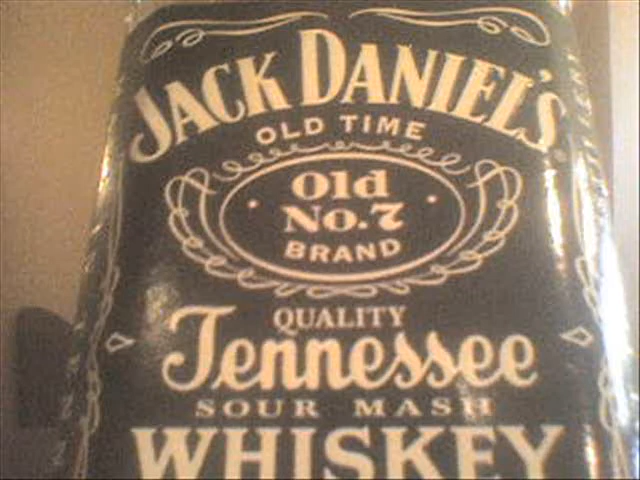 JACK DANIEL'S
OLD TIME
Old
No.7
BRAND
QUALITY
Tennessee
SOUR MASH
WHISKEY